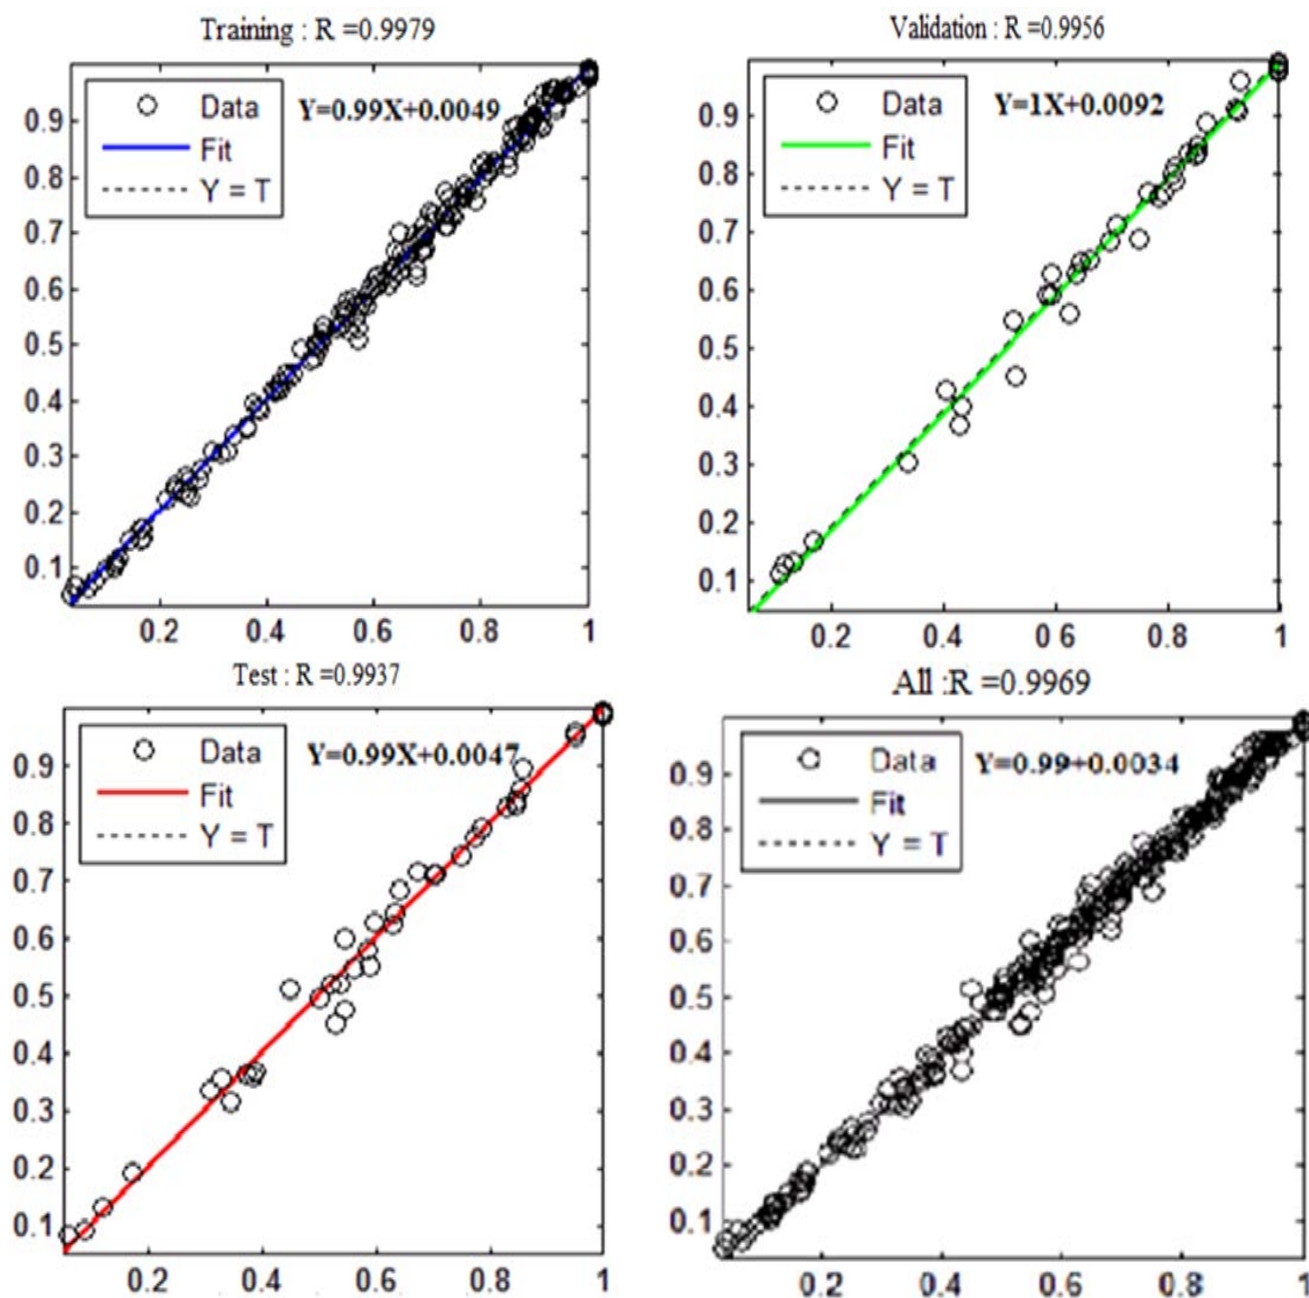 Training : R =0.9979
Data
Fit
Y = T
Y=0.99X+0.0049
0.9
0.8
0.7
0.6
0.5
0.4
0.3
0.2
0.1
0.2 0.4 0.6 0.8 1
Validation : R =0.9956
Data
Fit
Y = T
Y=1X+0.0092
0.9
0.8
0.7
0.6
0.5
0.4
0.3
0.2
0.1
0.2 0.4 0 6 0.8 1
Test : R =0.9937
Data
Fit
Y = T
Y=0.99X+0.0047
0.9
0.8
0.7
0.6
0.5
0.4
0.3
0.2
0.1
0.2 0.4 0.6 0.8 1
All :R =0.9969
Data
Fit
Y = T
Y=0.99+0.0034
0.9
0.8
0.7
0.6
0.5
0.4
0.3
0.2
0.1
0.2 0.4 0.6 0.8 1